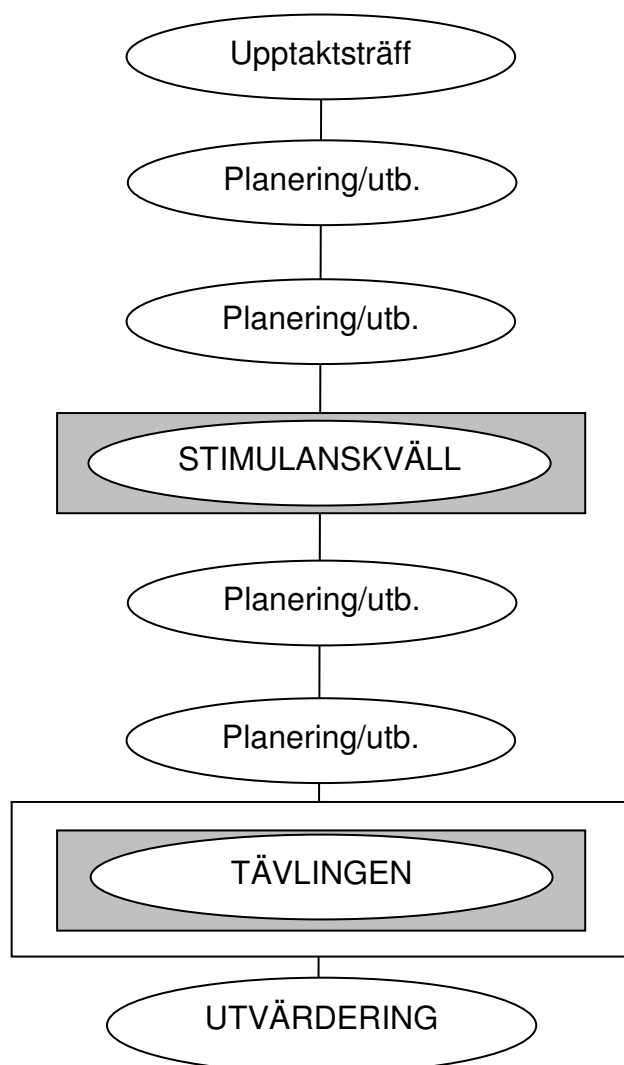 Upptaktsträff
Planering/utb.
Planering/utb.
STIMULANSKVÄLL
Planering/utb.
Planering/utb.
TÄVLINGEN
UTVÄRDERING